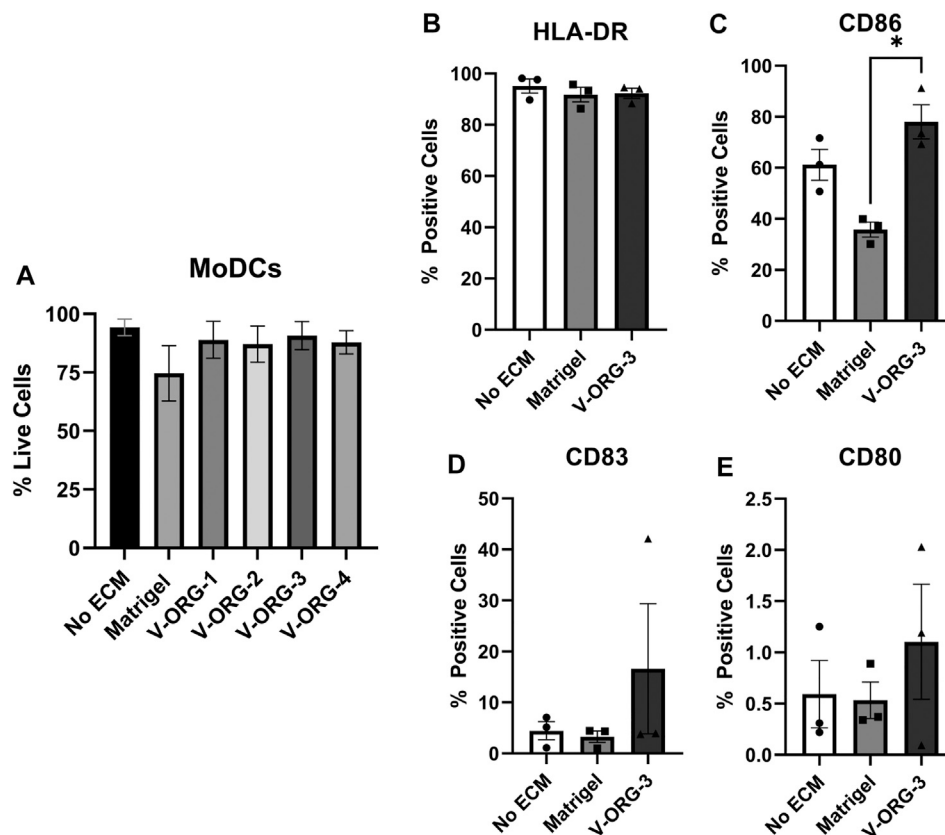 A
MoDCs
% Live Cells
100
75
50
25
0
No ECM
Matrigel
V-ORG-1
V-ORG-2
V-ORG-3
V-ORG-4
B
HLA-DR
% Positive Cells
100
80
60
40
20
0
No ECM
Matrigel
V-ORG-3
C
CD86
*
% Positive Cells
100
80
60
40
20
0
No ECM
Matrigel
V-ORG-3
D
CD83
% Positive Cells
50
40
30
20
10
0
No ECM
Matrigel
V-ORG-3
E
CD80
% Positive Cells
2.5
2.0
1.5
1.0
0.5
0.0
No ECM
Matrigel
V-ORG-3